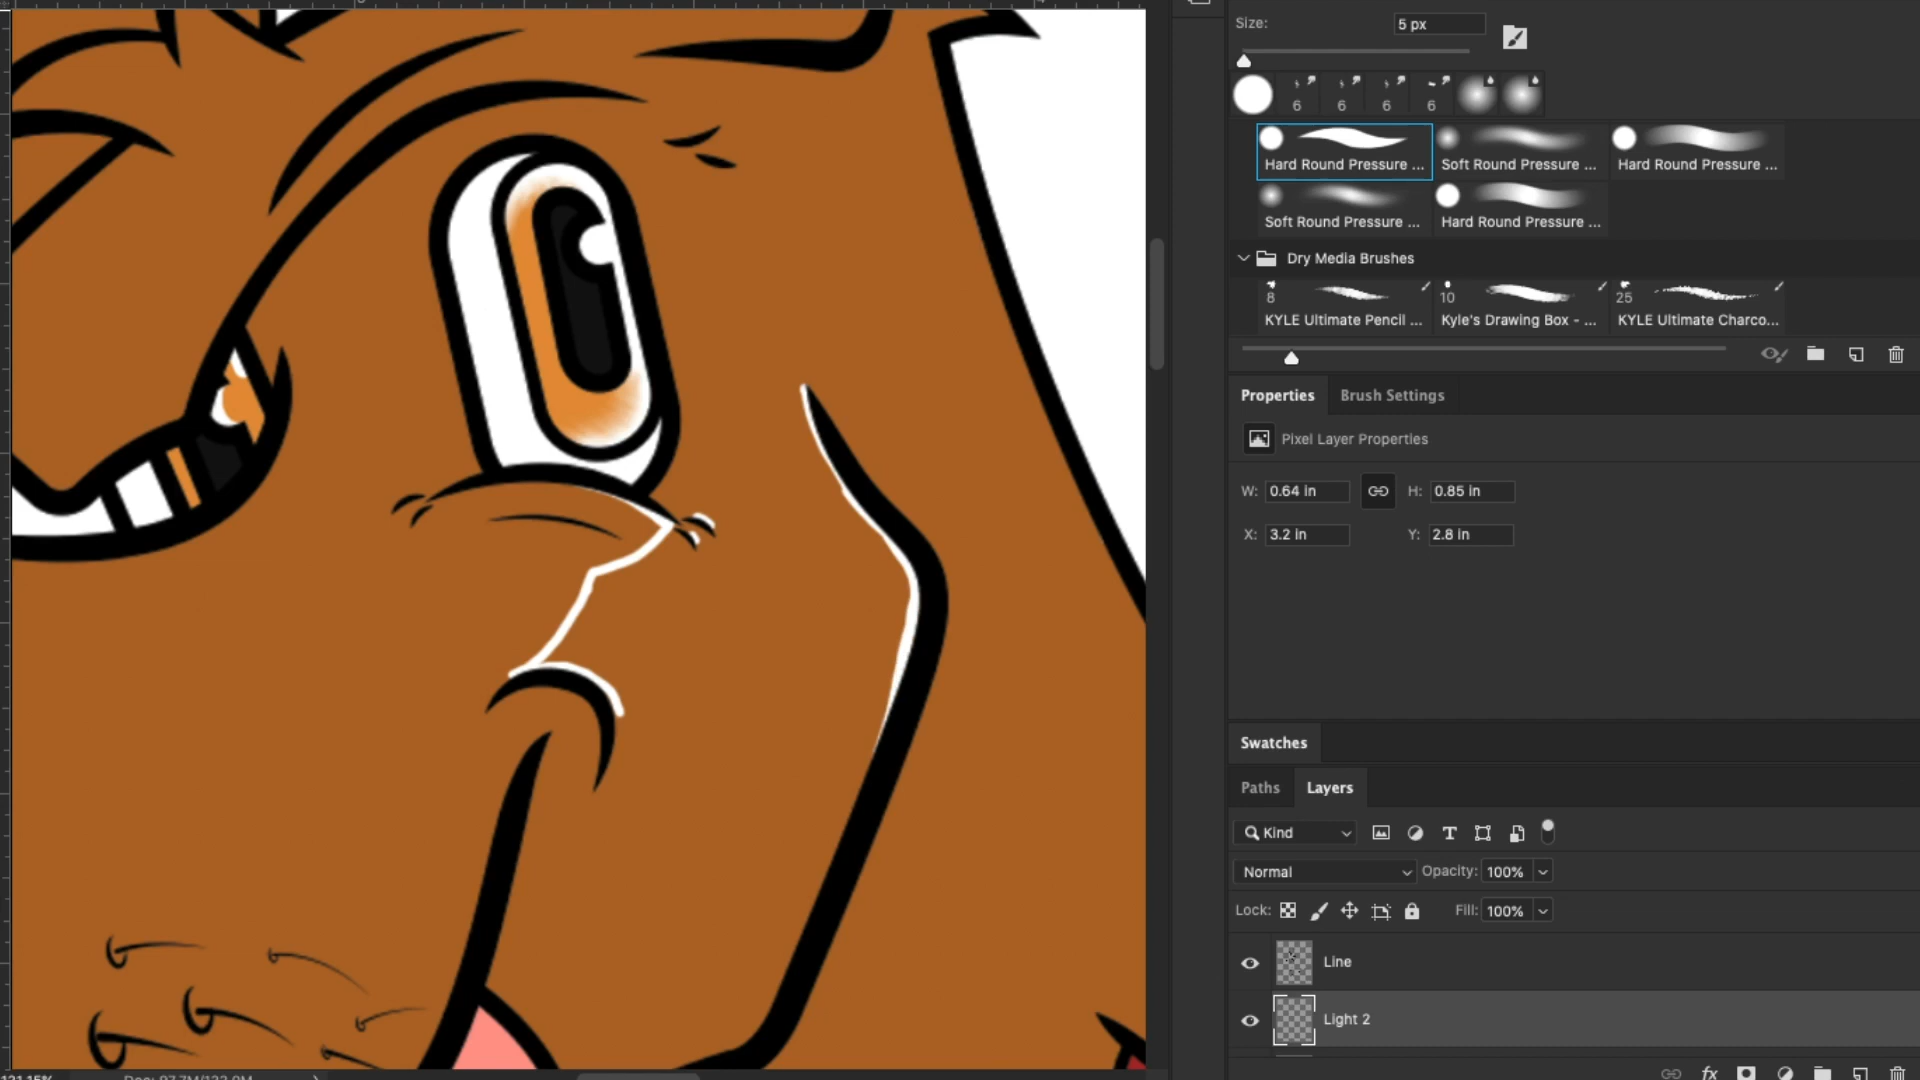 Size:
5 px
6 6 6 6
Hard Round Pressure ... Soft Round Pressure ... Hard Round Pressure ...
Soft Round Pressure ... Hard Round Pressure ...
Dry Media Brushes
8 10 25
KYLE Ultimate Pencil ... Kyle's Drawing Box - ... KYLE Ultimate Charco...
Properties Brush Settings
Pixel Layer Properties
W: 0.64 in H: 0.85 in
X: 3.2 in Y: 2.8 in
Swatches
Paths Layers
Kind
Normal Opacity: 100%
Lock: Fill: 100%
Line
Light 2
fx